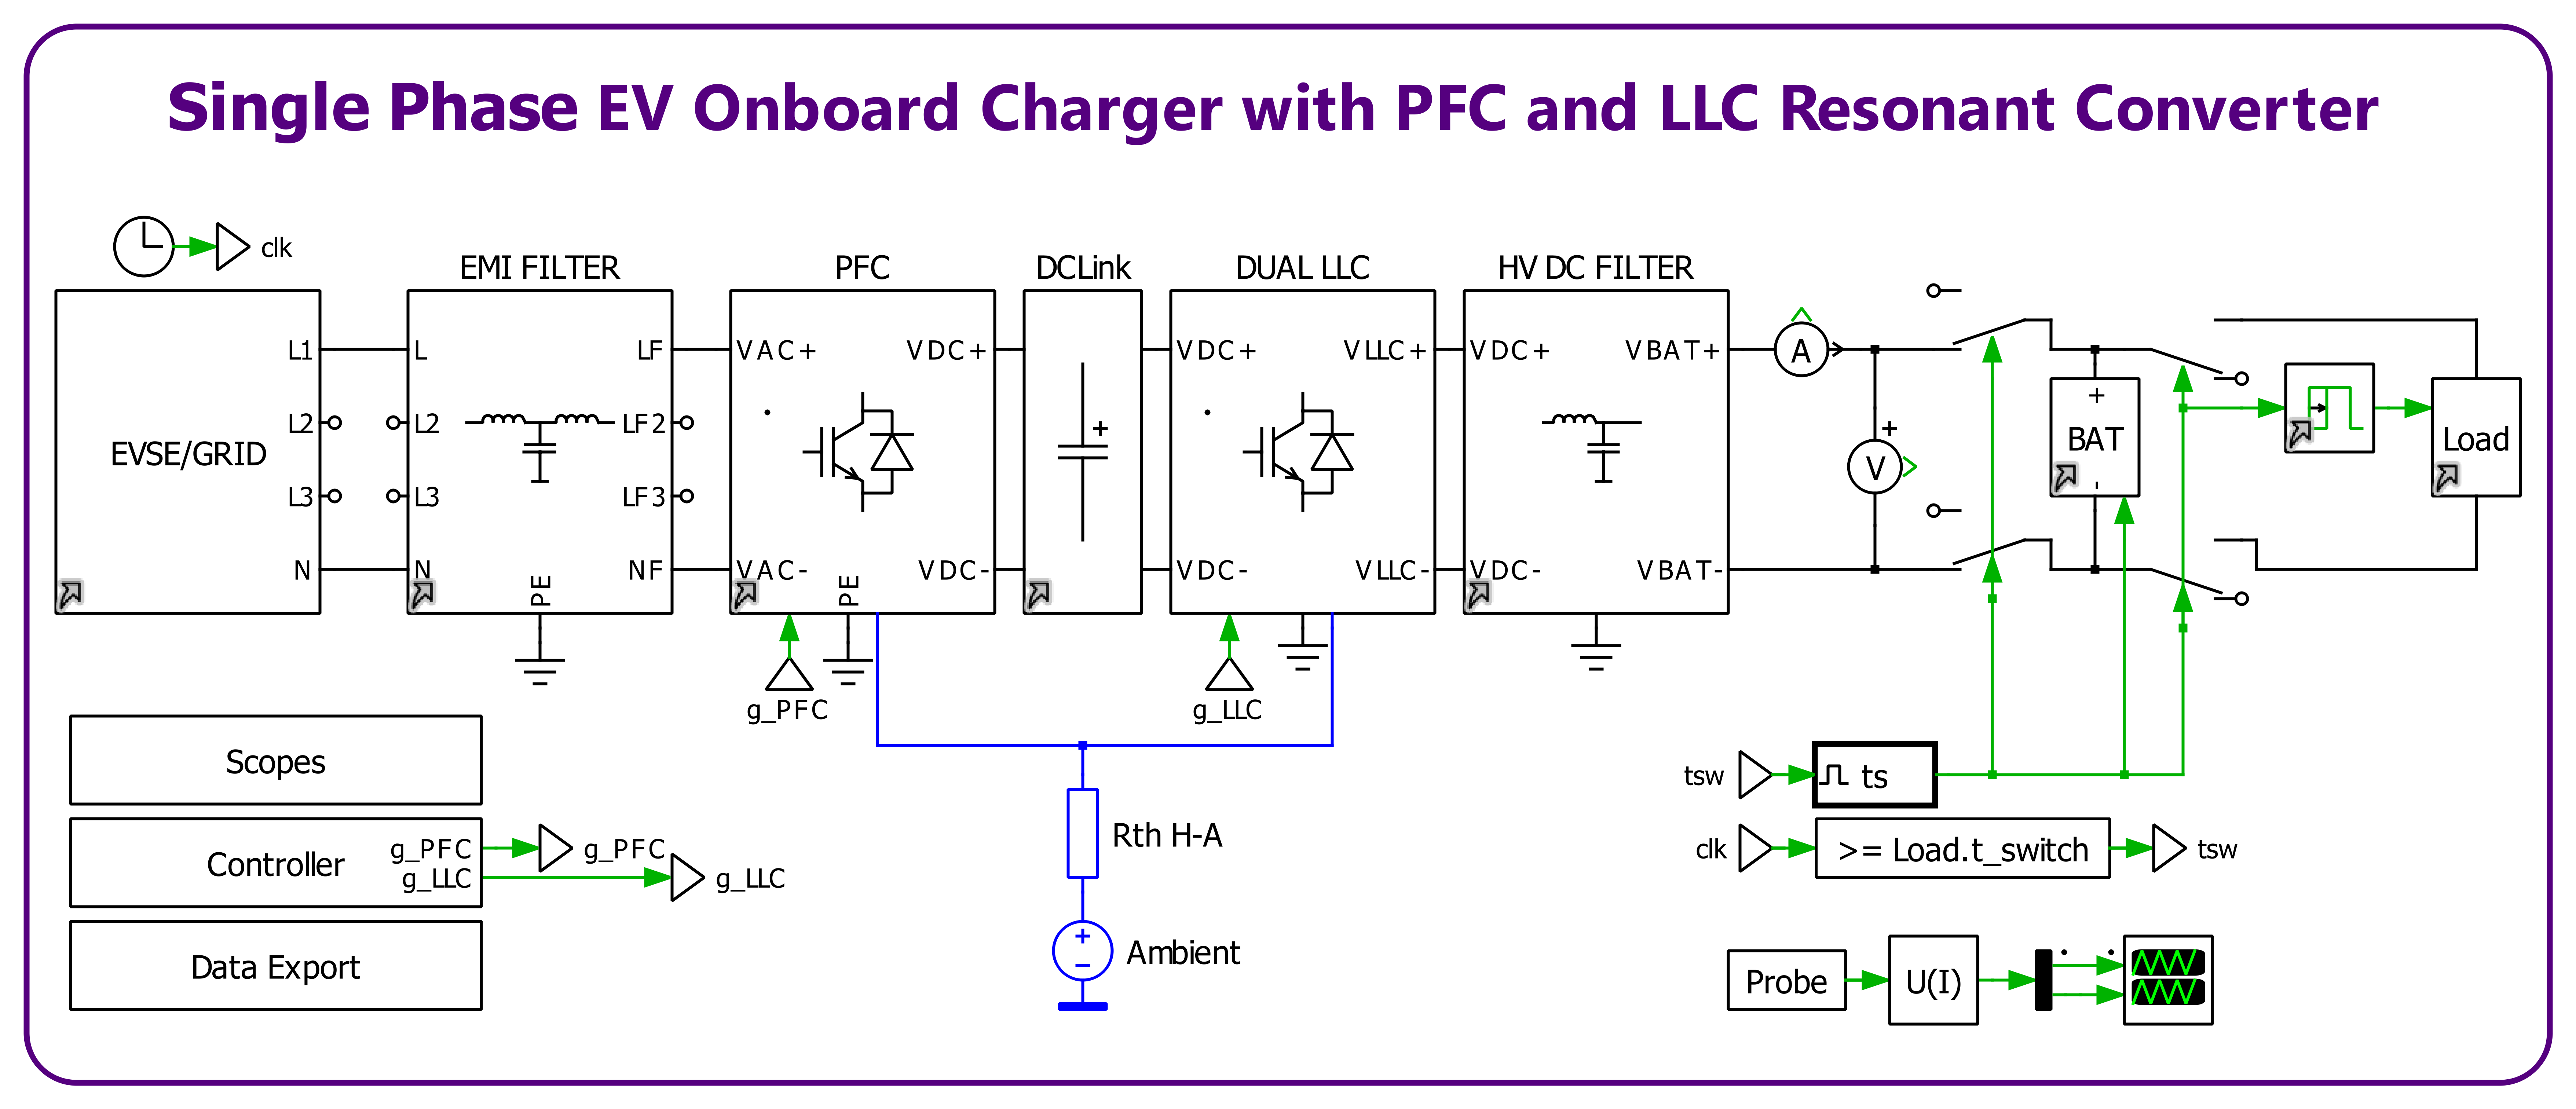 Single Phase EV Onboard Charger with PFC and LLC Resonant Converter
clk
EMI FILTER
PFC
DCLink
DUAL LLC
HV DC FILTER
EVSE/GRID
L1
L2
L3
N
L
L2
L3
N
LF
LF2
LF3
NF
PE
VAC+
VAC-
VDC+
VDC-
PE
+
VDC+
VDC-
VLLC+
VLLC-
VDC+
VDC-
VBAT+
VBAT-
A
V
+
+
BAT
-
Load
g_PFC
g_LLC
Scopes
Controller
g_PFC
g_LLC
g_PFC
g_LLC
Data Export
Rth H-A
+
-
Ambient
tsw
ts
clk
>= Load.t_switch
tsw
Probe
U(I)